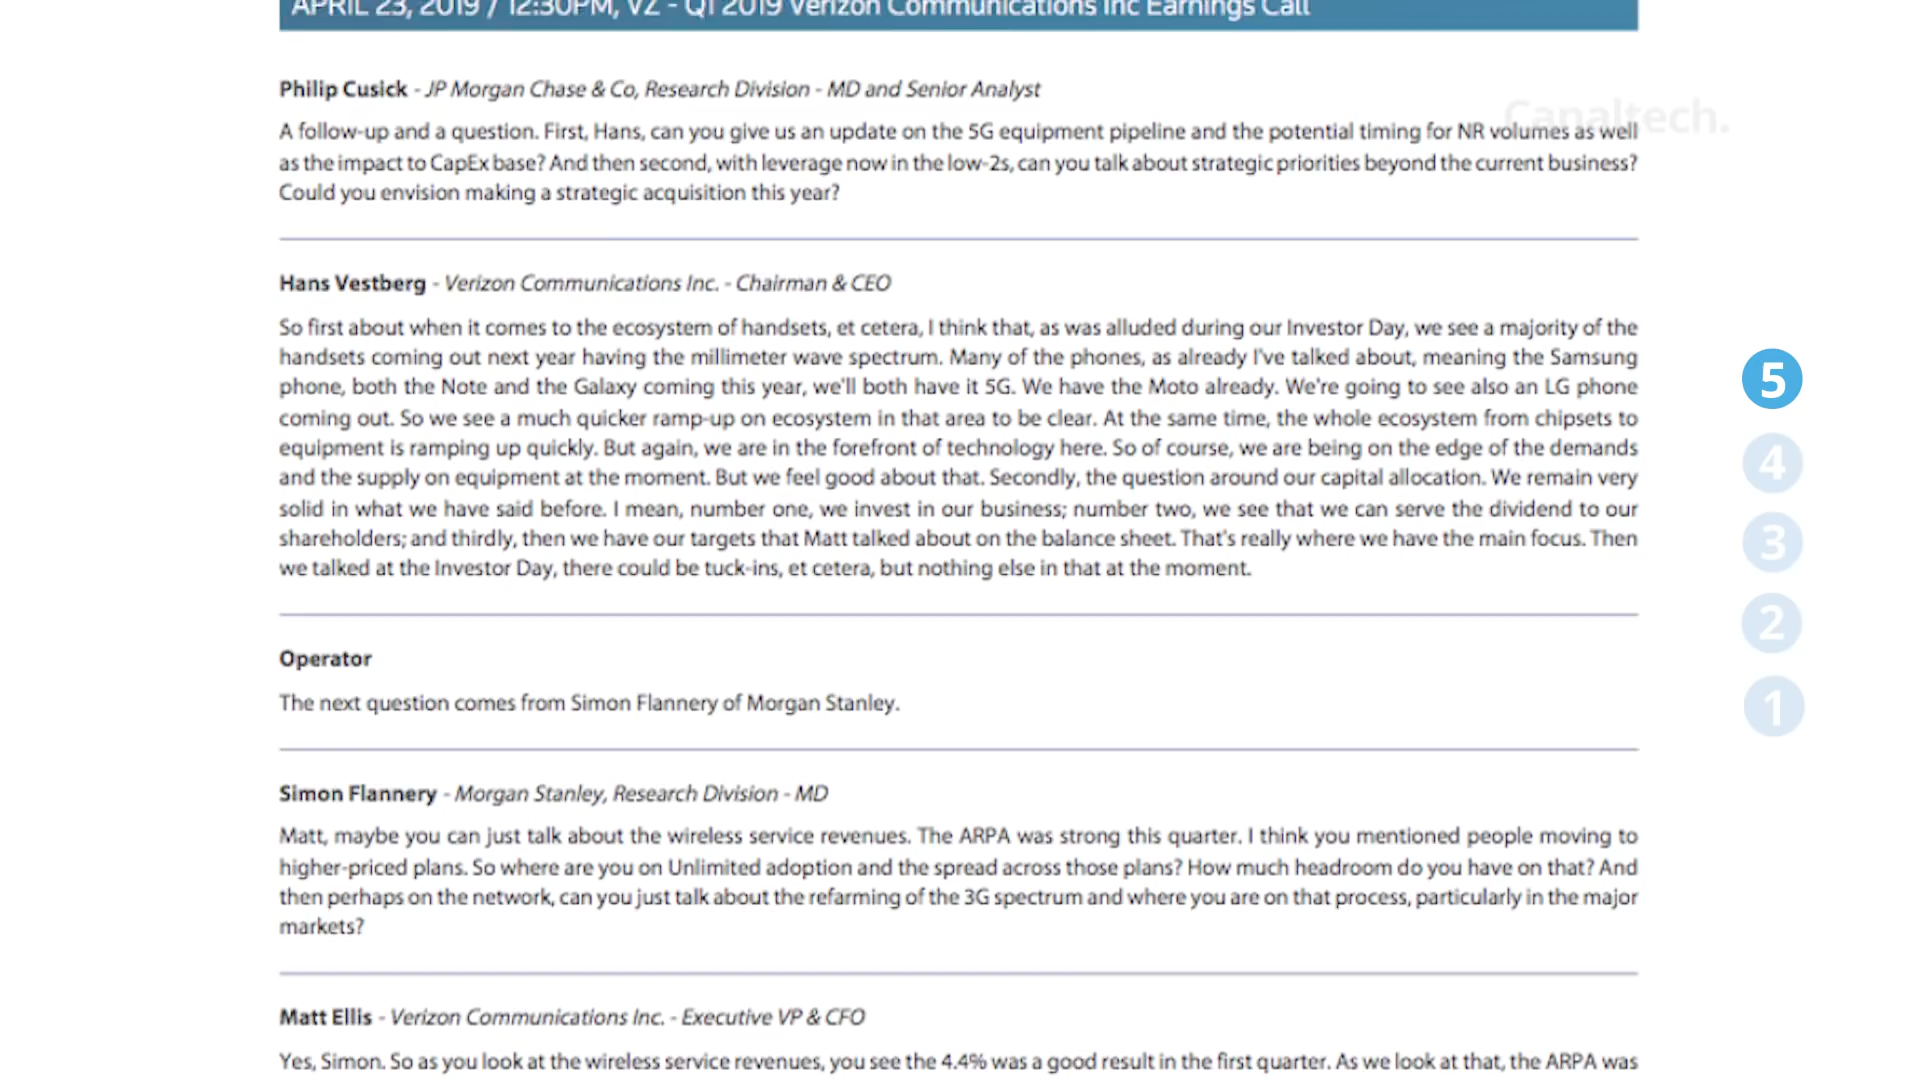 APRIL 23, 2019 / 12:30PM, VZ - Q1 2019 Verizon Communications Inc Earnings Call
Canaltech.
Philip Cusick - JP Morgan Chase & Co, Research Division - MD and Senior Analyst
A follow-up and a question. First, Hans, can you give us an update on the 5G equipment pipeline and the potential timing for NR volumes as well
as the impact to CapEx base? And then second, with leverage now in the low-2s, can you talk about strategic priorities beyond the current business?
Could you envision making a strategic acquisition this year?
Hans Vestberg - Verizon Communications Inc. - Chairman & CEO
So first about when it comes to the ecosystem of handsets, et cetera, I think that, as was alluded during our Investor Day, we see a majority of the
handsets coming out next year having the millimeter wave spectrum. Many of the phones, as already I've talked about, meaning the Samsung
phone, both the Note and the Galaxy coming this year, we'll both have it 5G. We have the Moto already. We're going to see also an LG phone
coming out. So we see a much quicker ramp-up on ecosystem in that area to be clear. At the same time, the whole ecosystem from chipsets to
equipment is ramping up quickly. But again, we are in the forefront of technology here. So of course, we are being on the edge of the demands
and the supply on equipment at the moment. But we feel good about that. Secondly, the question around our capital allocation. We remain very
solid in what we have said before. I mean, number one, we invest in our business; number two, we see that we can serve the dividend to our
shareholders; and thirdly, then we have our targets that Matt talked about on the balance sheet. That's really where we have the main focus. Then
we talked at the Investor Day, there could be tuck-ins, et cetera, but nothing else in that at the moment.
Operator
The next question comes from Simon Flannery of Morgan Stanley.
Simon Flannery - Morgan Stanley, Research Division - MD
Matt, maybe you can just talk about the wireless service revenues. The ARPA was strong this quarter. I think you mentioned people moving to
higher-priced plans. So where are you on Unlimited adoption and the spread across those plans? How much headroom do you have on that? And
then perhaps on the network, can you just talk about the refarming of the 3G spectrum and where you are on that process, particularly in the major
markets?
Matt Ellis - Verizon Communications Inc. - Executive VP & CFO
Yes, Simon. So as you look at the wireless service revenues, you see the 4.4% was a good result in the first quarter. As we look at that, the ARPA was
5
4
3
2
1